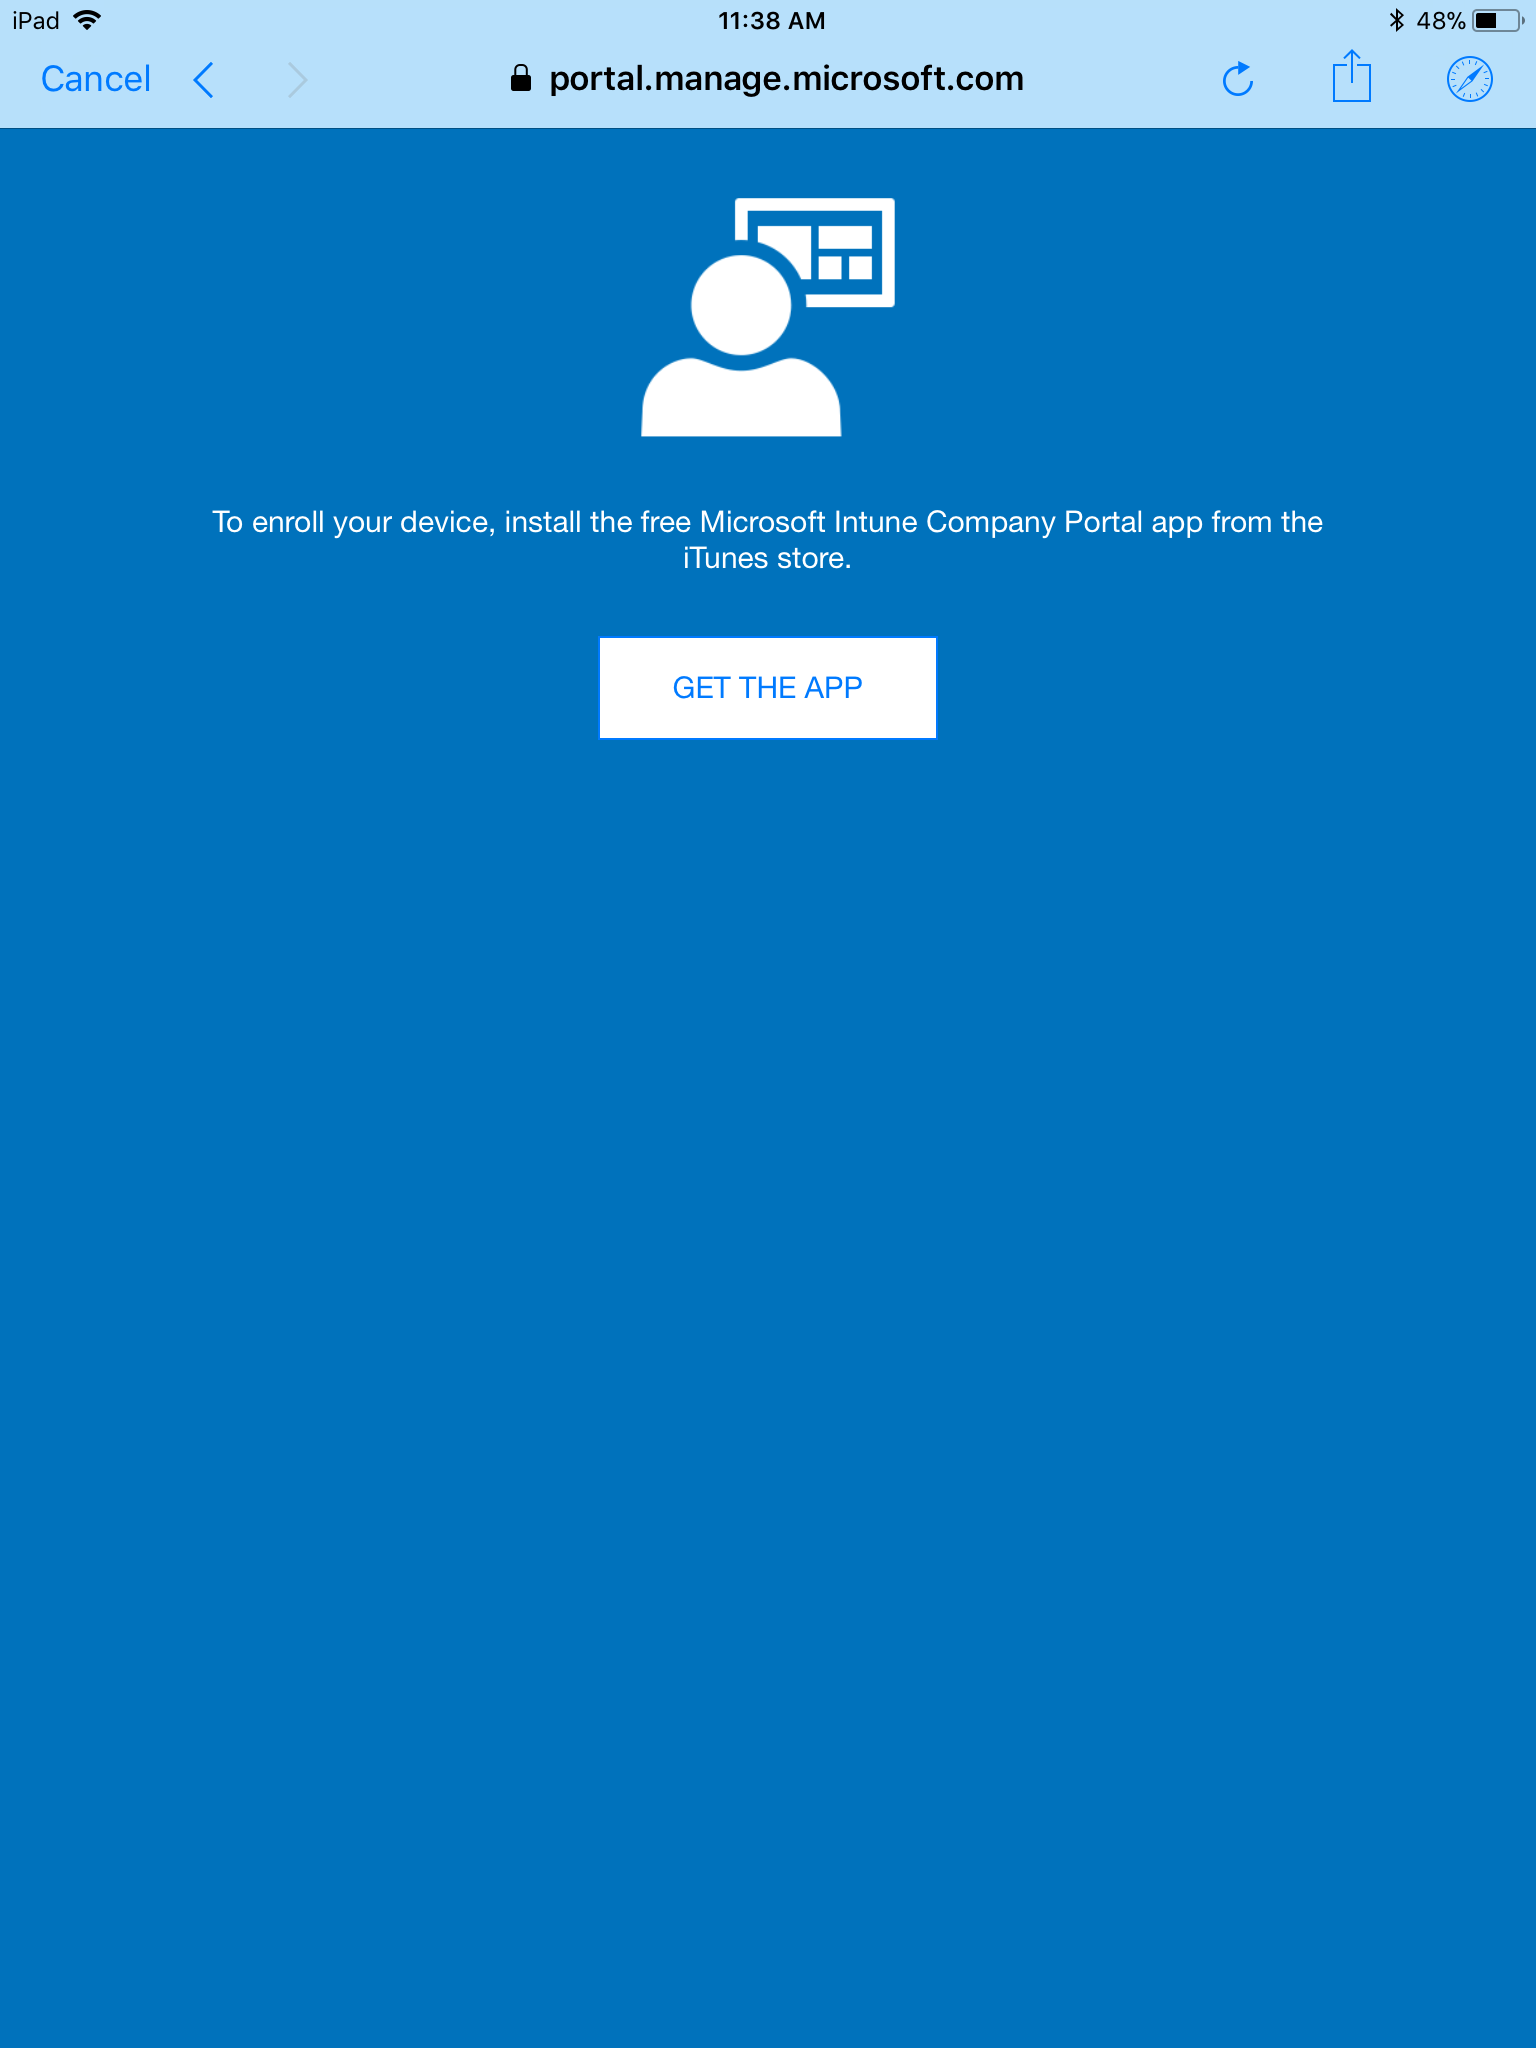 iPad 11:38 AM 48%
Cancel portal.manage.microsoft.com
To enroll your device, install the free Microsoft Intune Company Portal app from the
iTunes store.
GET THE APP